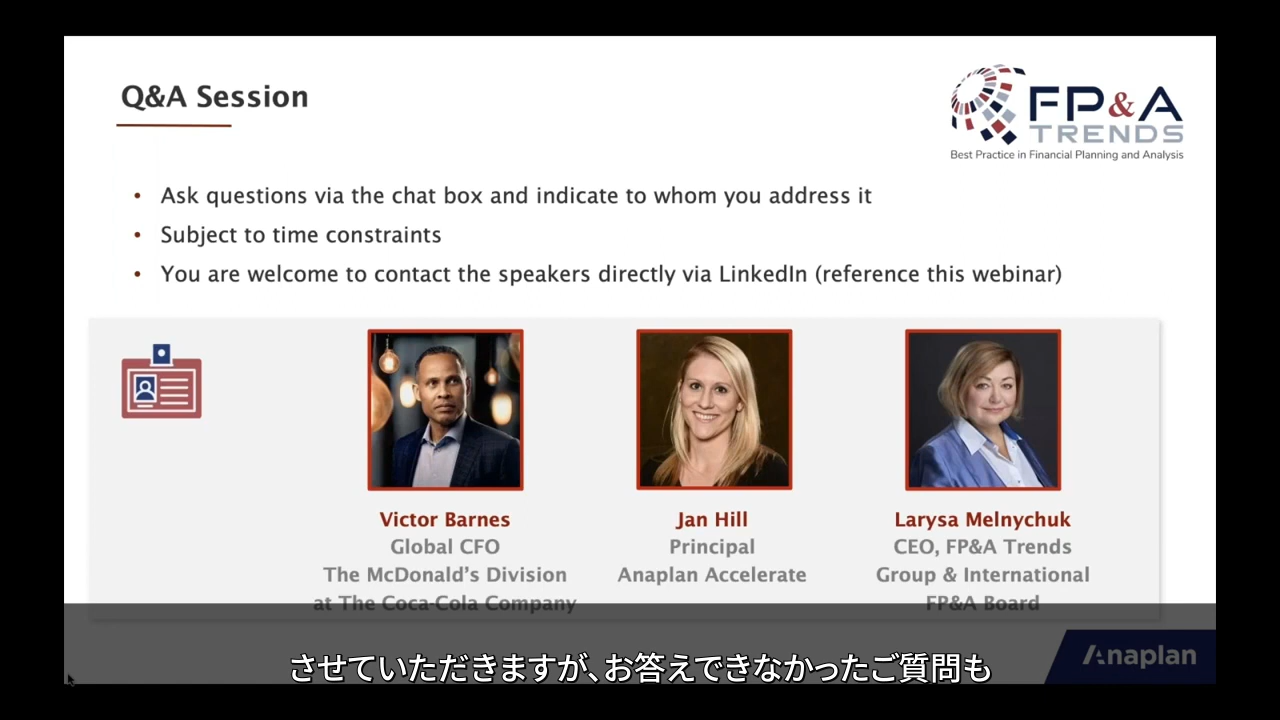 Q&A Session
FP&A
TRENDS
Best Practice in Financial Planning and Analysis
• Ask questions via the chat box and indicate to whom you address it
• Subject to time constraints
• You are welcome to contact the speakers directly via LinkedIn (reference this webinar)
Victor Barnes
Global CFO
The McDonald’s Division
at The Coca-Cola Company
Jan Hill
Principal
Anaplan Accelerate
Larysa Melnychuk
CEO, FP&A Trends
Group & International
FP&A Board
Anaplan
させていただきますが、お答えできなかったご質問も